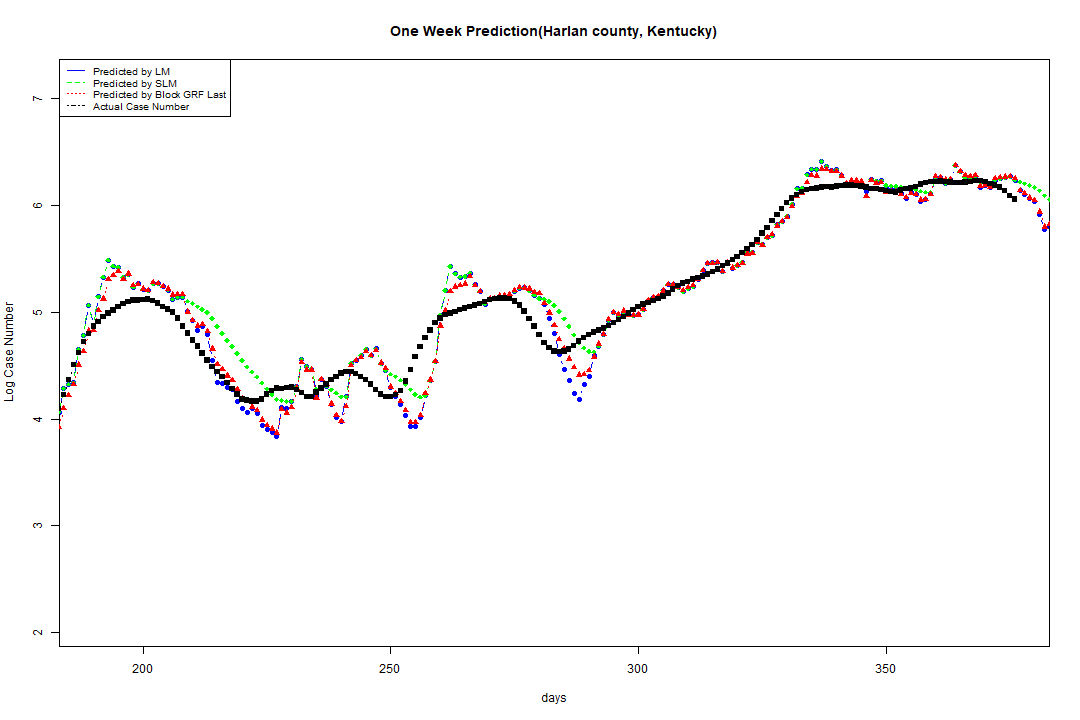 One Week Prediction(Harlan county, Kentucky)
Predicted by LM
Predicted by SLM
Predicted by Block GRF Last
Actual Case Number
7
6
5
4
3
2
Log Case Number
200
250
300
350
days